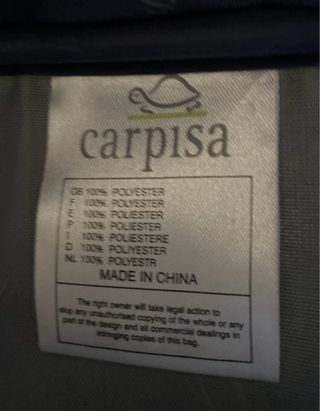 carpisa
GB 100% POLYESTER
F 100% POLYESTER
E 100% POLIESTER
P 100% POLIESTER
I 100% POLIESTERE
D 100% POLYESTER
NL 100% POLYESTR
MADE IN CHINA
The right owner will take legal action to
stop any unauthorised copying of the whole or any
part of the design and all commercial dealings in
infringing copies of this bag.